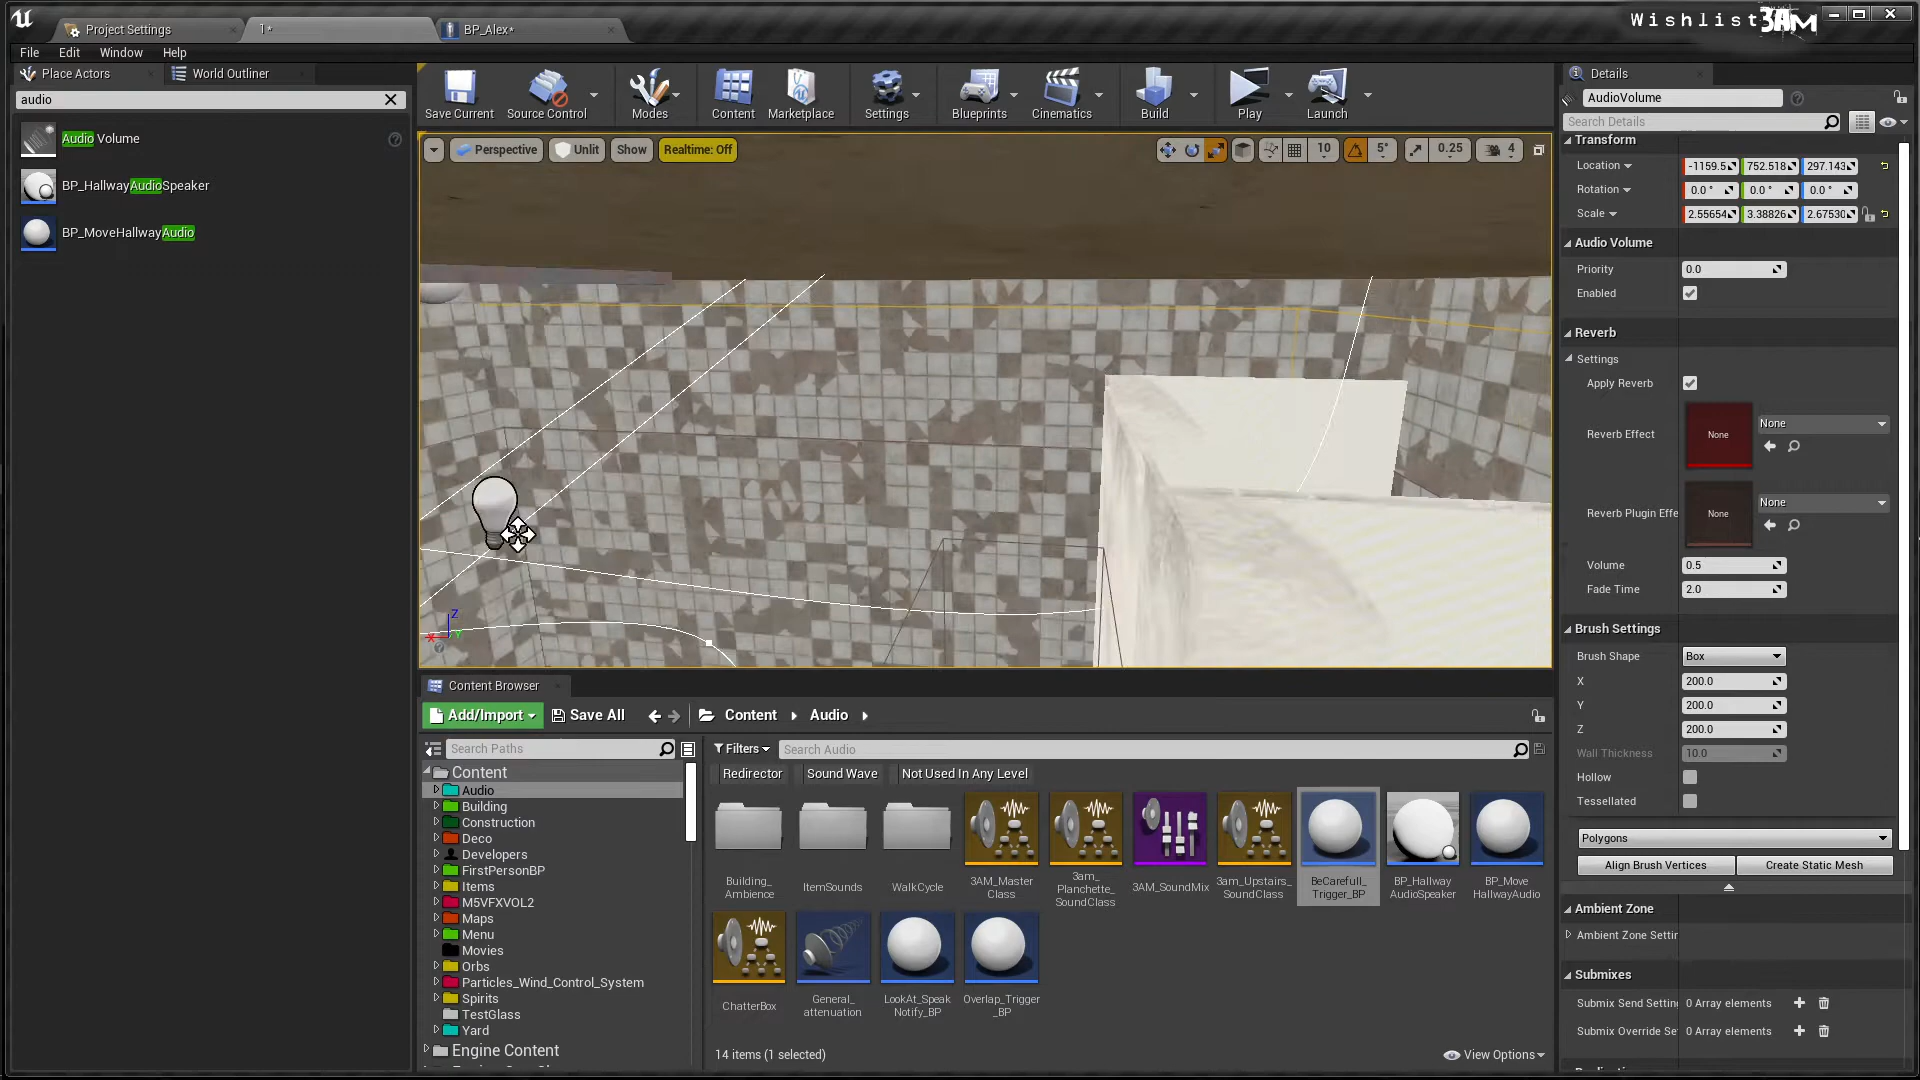 Project Settings
1*
BP_Alex*
Wishlist
3AM
File
Edit
Window
Help
Place Actors
World Outliner
audio
Audio Volume
BP_HallwayAudioSpeaker
BP_MoveHallwayAudio
Save Current
Source Control
Modes
Content
Marketplace
Settings
Blueprints
Cinematics
Build
Play
Launch
Perspective
Unlit
Show
Realtime: Off
10
5°
0.25
4
Z
X
Y
Details
AudioVolume
Search Details
Transform
Location
-1159.5
752.518
297.143
Rotation
0.0 °
0.0 °
0.0 °
Scale
2.55654
3.38826
2.67530
Audio Volume
Priority
0.0
Enabled
Reverb
Settings
Apply Reverb
Reverb Effect
None
None
Reverb Plugin Effe
None
None
Volume
0.5
Fade Time
2.0
Brush Settings
Brush Shape
Box
X
200.0
Y
200.0
Z
200.0
Wall Thickness
10.0
Hollow
Tessellated
Polygons
Align Brush Vertices
Create Static Mesh
Ambient Zone
Ambient Zone Settir
Submixes
Submix Send Settin
0 Array elements
Submix Override Se
0 Array elements
Content Browser
Add/Import
Save All
Content
Audio
Search Paths
Filters
Search Audio
Redirector
Sound Wave
Not Used In Any Level
Content
Audio
Building
Construction
Deco
Developers
FirstPersonBP
Items
M5VFXVOL2
Maps
Menu
Movies
Orbs
Particles_Wind_Control_System
Spirits
TestGlass
Yard
Engine Content
Building_
Ambience
ItemSounds
WalkCycle
3AM_Master
Class
3am_
Planchette_
SoundClass
3AM_SoundMix
3am_Upstairs_
SoundClass
BeCarefull_
Trigger_BP
BP_Hallway
AudioSpeaker
BP_Move
HallwayAudio
ChatterBox
General_
attenuation
LookAt_Speak
Notify_BP
Overlap_Trigger
_BP
14 items (1 selected)
View Options